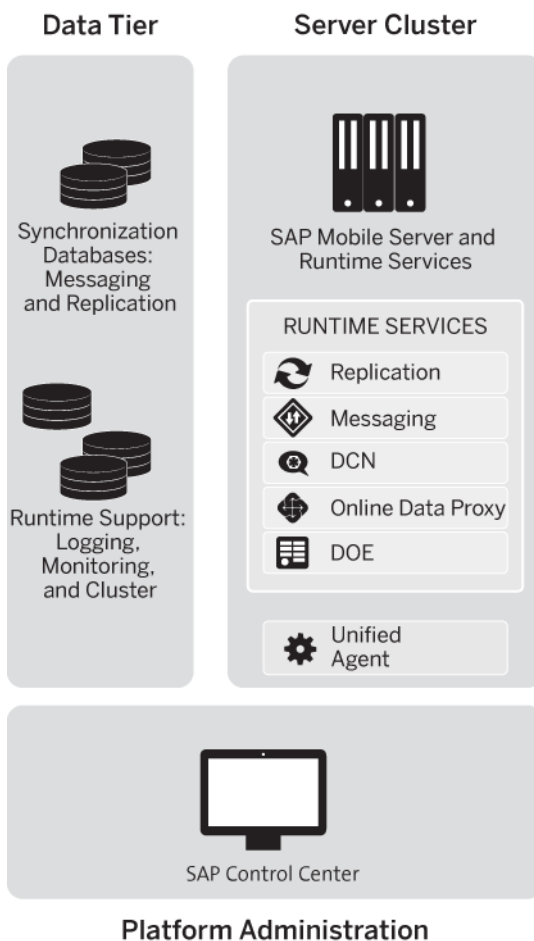 Data Tier
Server Cluster
Synchronization
Databases:
Messaging
and Replication
Runtime Support:
Logging,
Monitoring,
and Cluster
SAP Mobile Server and
Runtime Services
RUNTIME SERVICES
Replication
Messaging
DCN
Online Data Proxy
DOE
Unified
Agent
SAP Control Center
Platform Administration